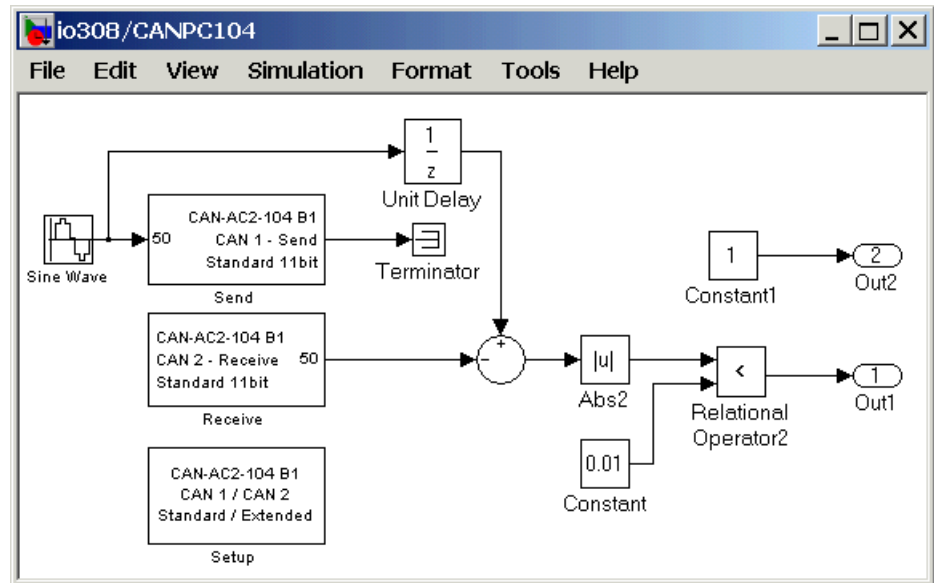 io308/CANPC104
File Edit View Simulation Format Tools Help
1
z
Unit Delay
Sine Wave
50
CAN-AC2-104 B1
CAN 1 - Send
Standard 11bit
Send
Terminator
1
Constant1
2
Out2
CAN-AC2-104 B1
CAN 2 - Receive 50
Standard 11bit
Receive
+
-
|u|
Abs2
<
Relational
Operator2
1
Out1
0.01
Constant
CAN-AC2-104 B1
CAN 1 / CAN 2
Standard / Extended
Setup